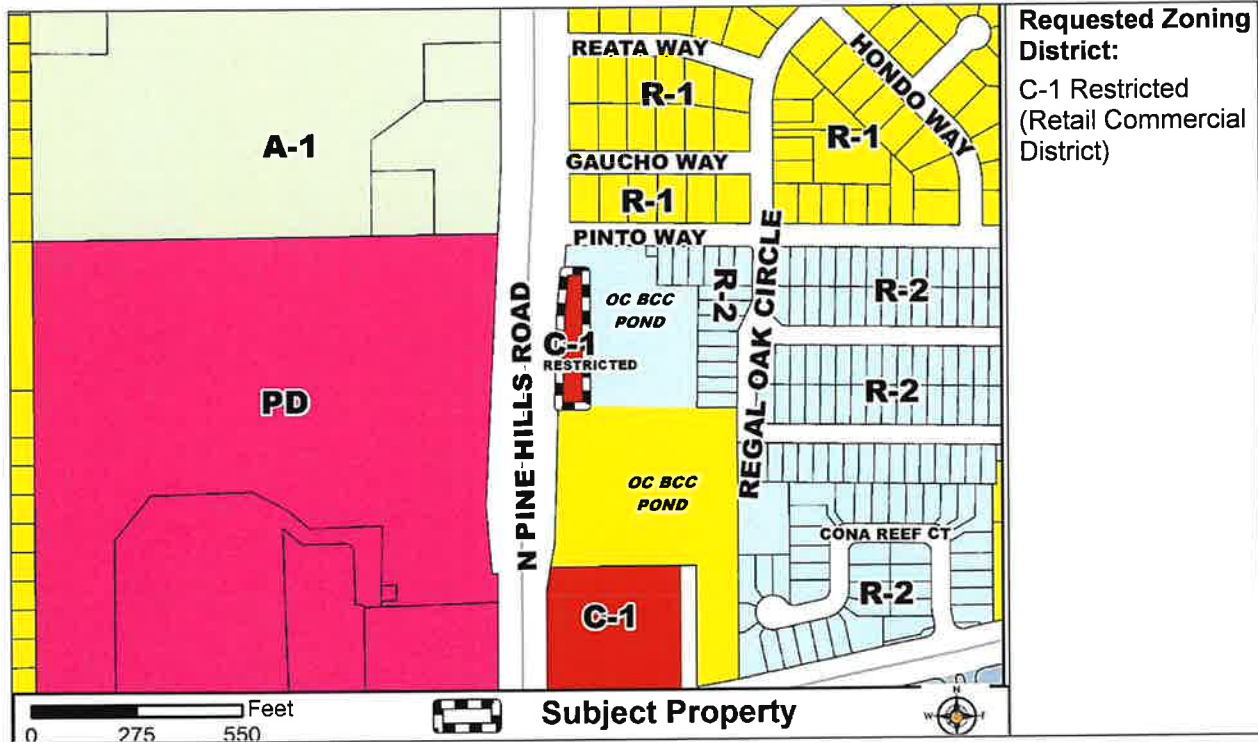 Requested Zoning
District:
C-1 Restricted
(Retail Commercial
District)
REATA WAY
HONDO WAY
R-1
A-1
R-1
GAUCHO WAY
R-1
PINTO WAY
OC BCC
POND
R-2
R-2
C-1
RESTRICTED
N PINE HILLS ROAD
REGAL OAK CIRCLE
PD
R-2
OC BCC
POND
CONA REEF CT
R-2
C-1
Feet
0 275 550
Subject Property
N
W E